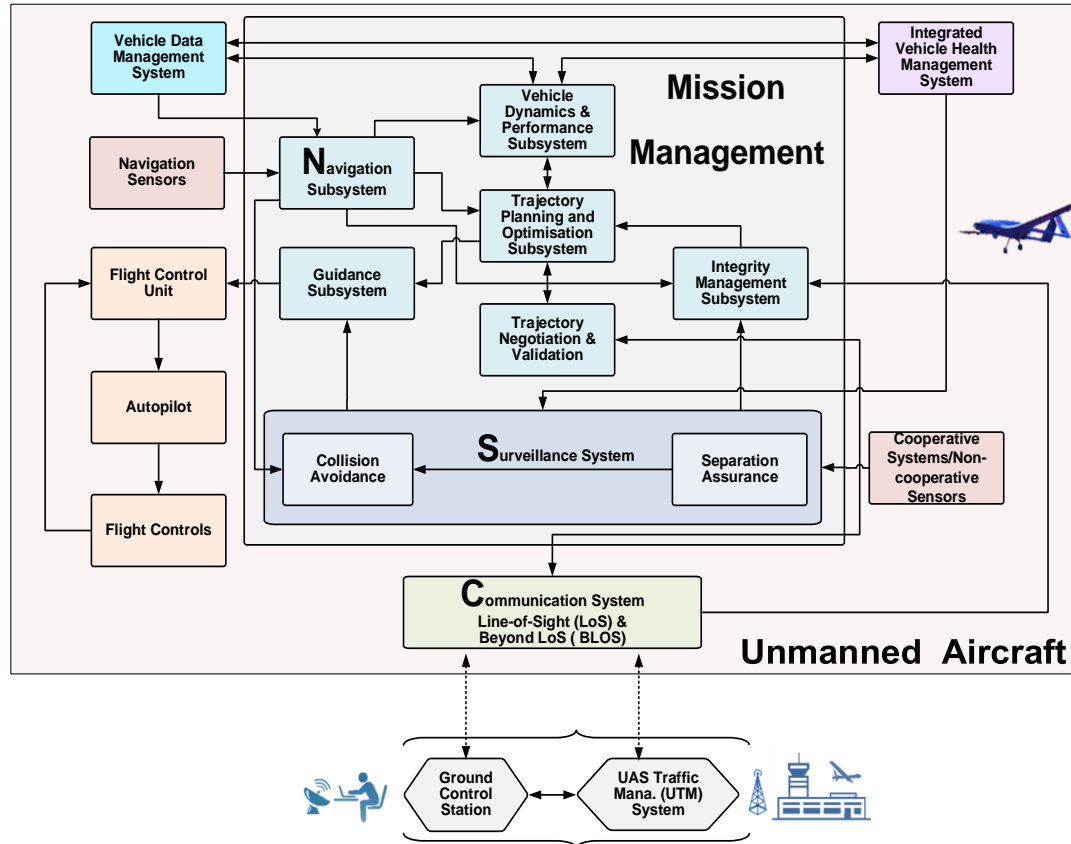 Vehicle Data
Management
System
Integrated
Vehicle Health
Management
System
Mission
Management
Vehicle
Dynamics &
Performance
Subsystem
Navigation
Sensors
Navigation
Subsystem
Trajectory
Planning and
Optimisation
Subsystem
Flight Control
Unit
Guidance
Subsystem
Integrity
Management
Subsystem
Trajectory
Negotiation &
Validation
Autopilot
Surveillance System
Collision
Avoidance
Separation
Assurance
Cooperative
Systems/Non-
cooperative
Sensors
Flight Controls
Communication System
Line-of-Sight (LoS) &
Beyond LoS ( BLOS)
Unmanned Aircraft
Ground
Control
Station
UAS Traffic
Mana. (UTM)
System